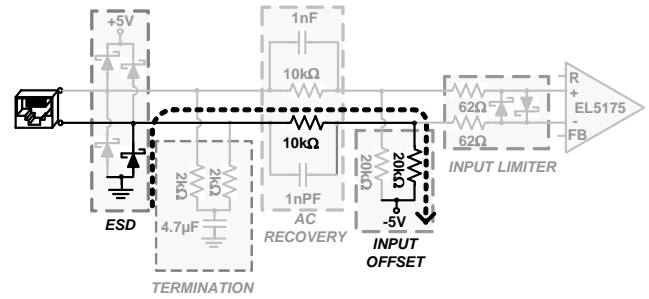 +5V
1nF
10kΩ
R
+
EL5175
-
FB
62Ω
62Ω
10kΩ
INPUT LIMITER
2kΩ
2kΩ
20kΩ
20kΩ
1nPF
4.7µF
-5V
ESD
AC
RECOVERY
INPUT
OFFSET
TERMINATION